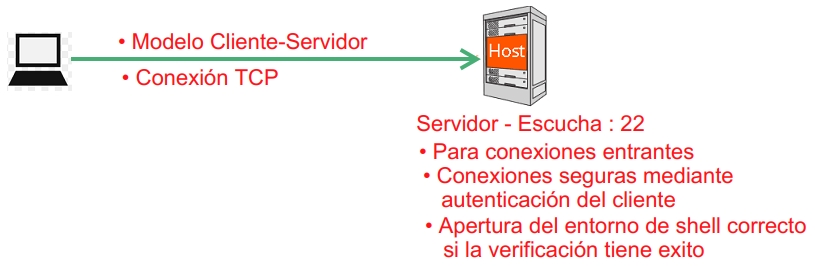 • Modelo Cliente-Servidor
• Conexión TCP
Host
Servidor - Escucha : 22
• Para conexiones entrantes
• Conexiones seguras mediante
autenticación del cliente
• Apertura del entorno de shell correcto
si la verificación tiene exito